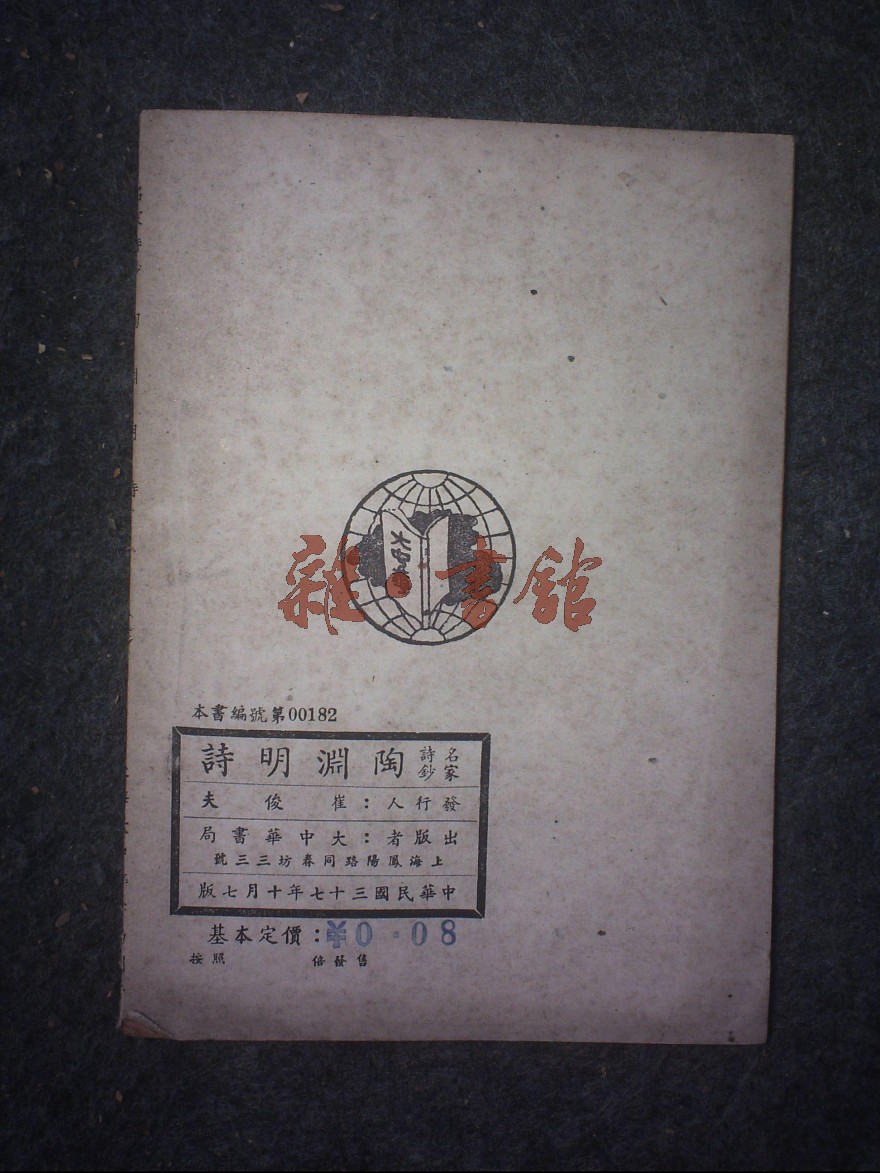 大中華
雜·書館
本書編號第00182
名家詩鈔 陶淵明詩
發行人：崔俊夫
出版者：大中華書局
上海鳳陽路同春坊三三號
中華民國三十七年十月七版
基本定價：¥0.08
按照 倍發售